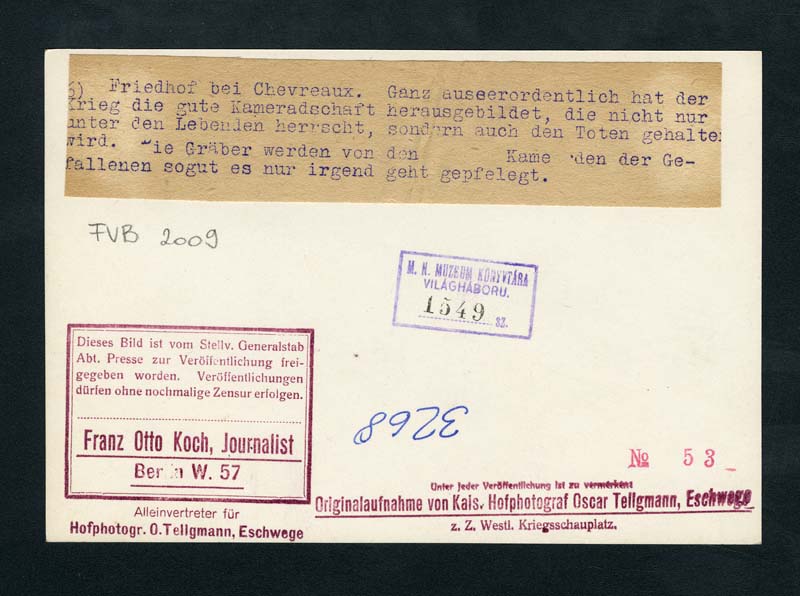 6) Friedhof bei Chevreaux. Ganz auseerordentlich hat der
Krieg die gute Kameradschaft herausgebildet, die nicht nur
unter den Lebenden herrscht, sondern auch den Toten gehalten
wird. Die Gräber werden von den Kame den der Ge-
fallenen sogut es nur irgend geht gepfelegt.
FVB 2009
M. N. MUZEUM KÖNYVTÁRA
VILÁGHÁBORU.
1549 SZ.
Dieses Bild ist vom Stellv. Generalstab
Abt. Presse zur Veröffentlichung frei-
gegeben worden. Veröffentlichungen
dürfen ohne nochmalige Zensur erfolgen.
Franz Otto Koch, Journalist
Berlin W. 57
3268
№ 53
Alleinvertreter für
Hofphotogr. O. Tellgmann, Eschwege
Unter jeder Veröffentlichung ist zu vermerken:
Originalaufnahme von Kais. Hofphotograf Oscar Tellgmann, Eschwege
z. Z. Westl. Kriegsschauplatz.